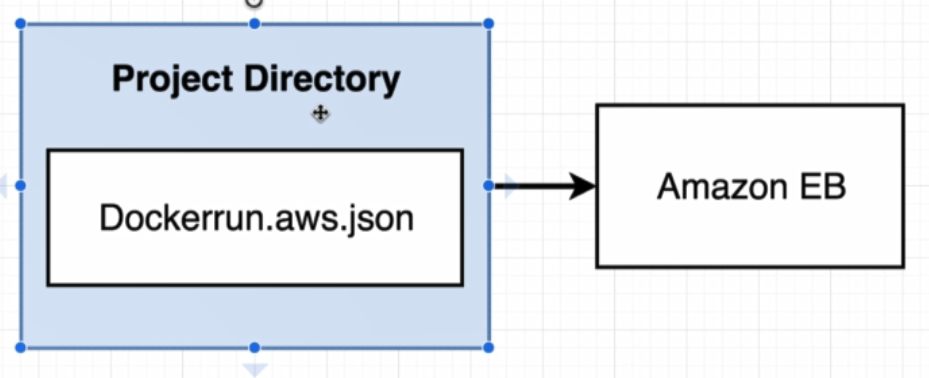 Project Directory
Dockerrun.aws.json
Amazon EB